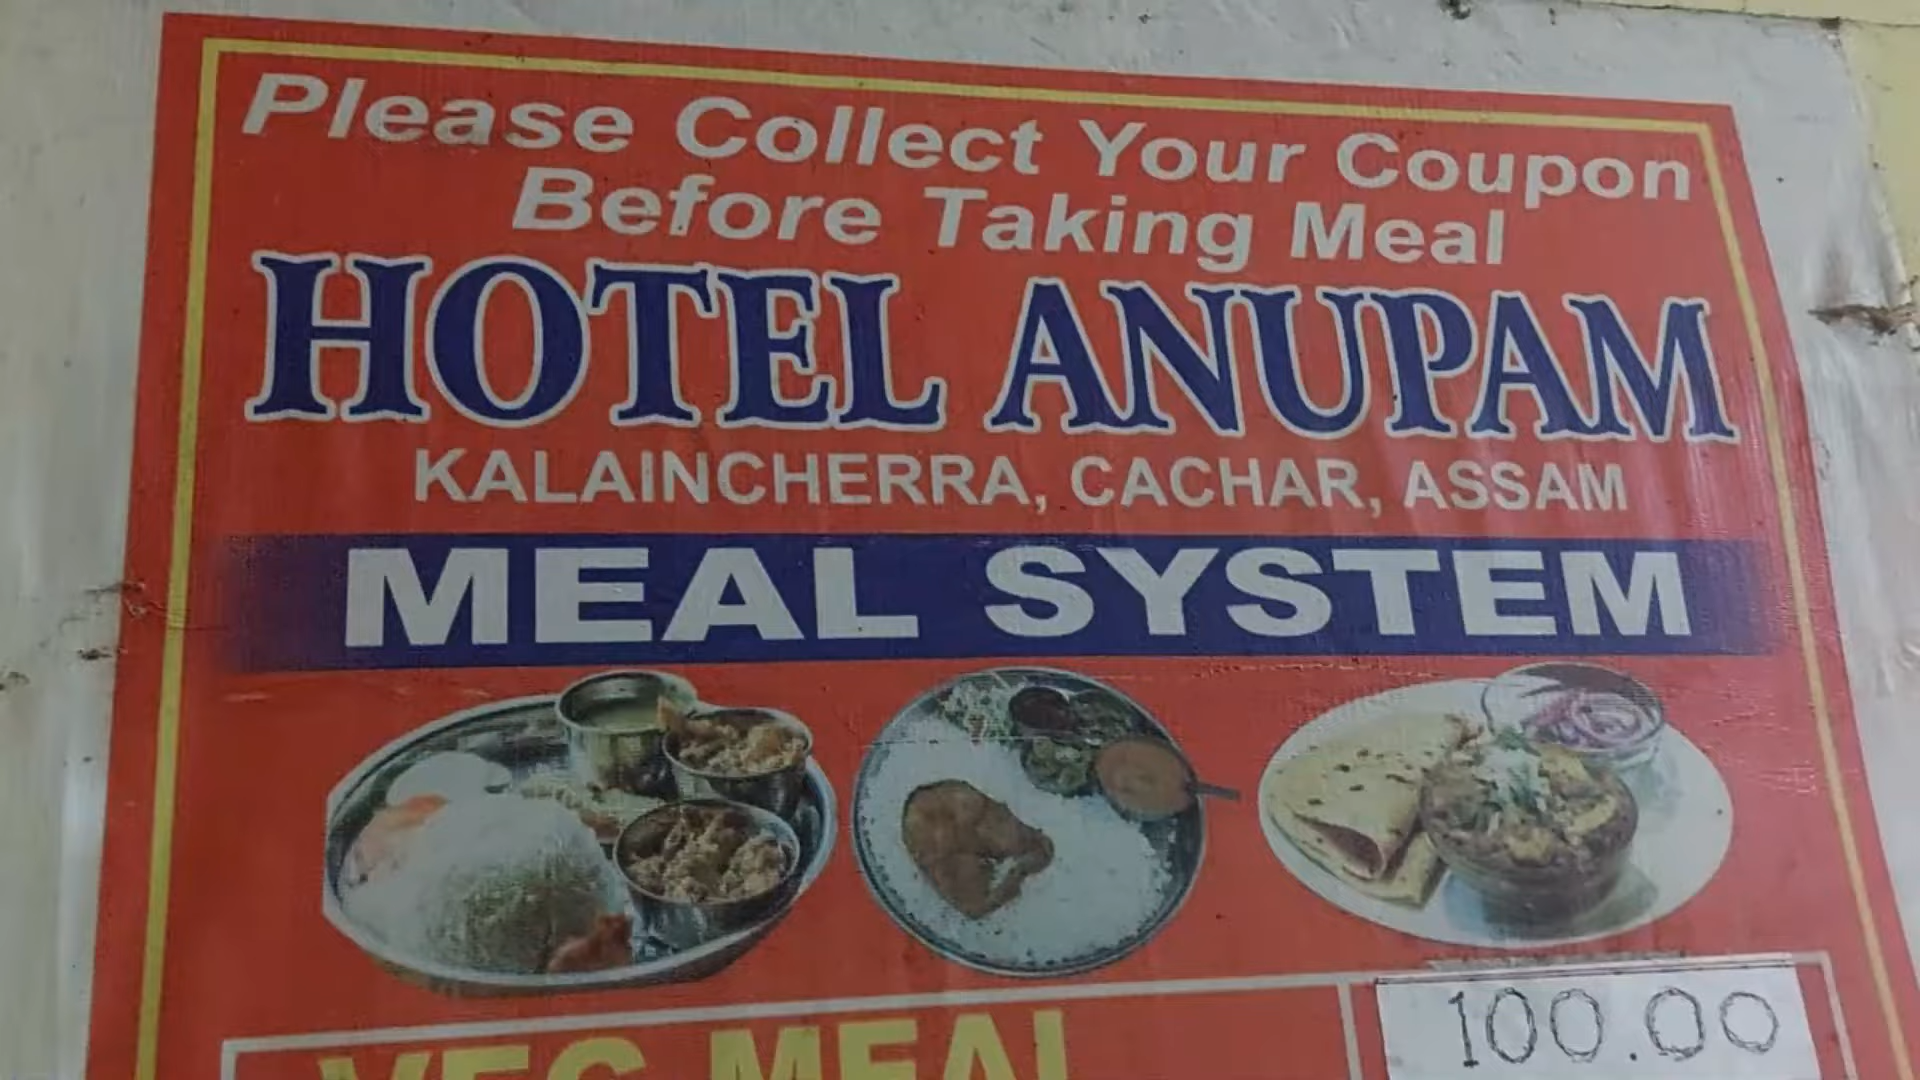 Please Collect Your Coupon
Before Taking Meal
HOTEL ANUPAM
KALAINCHERRA, CACHAR, ASSAM
MEAL SYSTEM
VEG MEAL 100.00